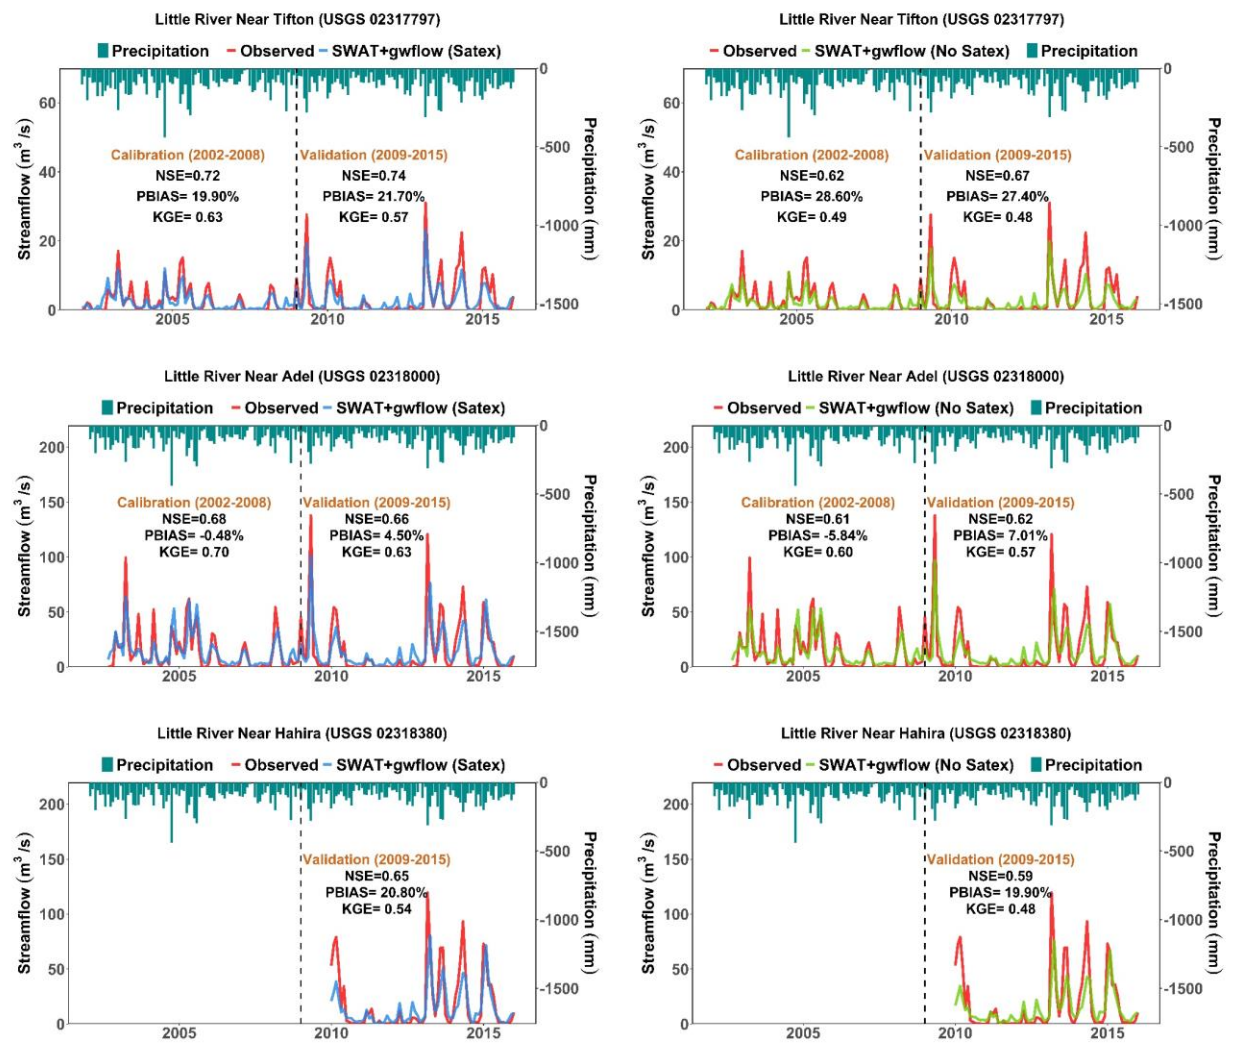 Little River Near Tifton (USGS 02317797)
Precipitation Observed SWAT+gwflow (Satex)
Streamflow (m³/s)
60
40
20
0
Calibration (2002-2008)
NSE=0.72
PBIAS= 19.90%
KGE= 0.63
Validation (2009-2015)
NSE=0.74
PBIAS= 21.70%
KGE= 0.57
0
-500
-1000
-1500
Precipitation (mm)
2005 2010 2015
Little River Near Tifton (USGS 02317797)
Observed SWAT+gwflow (No Satex) Precipitation
Streamflow (m³/s)
60
40
20
0
Calibration (2002-2008)
NSE=0.62
PBIAS= 28.60%
KGE= 0.49
Validation (2009-2015)
NSE=0.67
PBIAS= 27.40%
KGE= 0.48
0
-500
-1000
-1500
Precipitation (mm)
2005 2010 2015
Little River Near Adel (USGS 02318000)
Precipitation Observed SWAT+gwflow (Satex)
Streamflow (m³/s)
200
150
100
50
0
Calibration (2002-2008)
NSE=0.68
PBIAS= -0.48%
KGE= 0.70
Validation (2009-2015)
NSE=0.66
PBIAS= 4.50%
KGE= 0.63
0
-500
-1000
-1500
Precipitation (mm)
2005 2010 2015
Little River Near Adel (USGS 02318000)
Observed SWAT+gwflow (No Satex) Precipitation
Streamflow (m³/s)
200
150
100
50
0
Calibration (2002-2008)
NSE=0.61
PBIAS= -5.84%
KGE= 0.60
Validation (2009-2015)
NSE=0.62
PBIAS= 7.01%
KGE= 0.57
0
-500
-1000
-1500
Precipitation (mm)
2005 2010 2015
Little River Near Hahira (USGS 02318380)
Precipitation Observed SWAT+gwflow (Satex)
Streamflow (m³/s)
200
150
100
50
0
Validation (2009-2015)
NSE=0.65
PBIAS= 20.80%
KGE= 0.54
0
-500
-1000
-1500
Precipitation (mm)
2005 2010 2015
Little River Near Hahira (USGS 02318380)
Observed SWAT+gwflow (No Satex) Precipitation
Streamflow (m³/s)
200
150
100
50
0
Validation (2009-2015)
NSE=0.59
PBIAS= 19.90%
KGE= 0.48
0
-500
-1000
-1500
Precipitation (mm)
2005 2010 2015